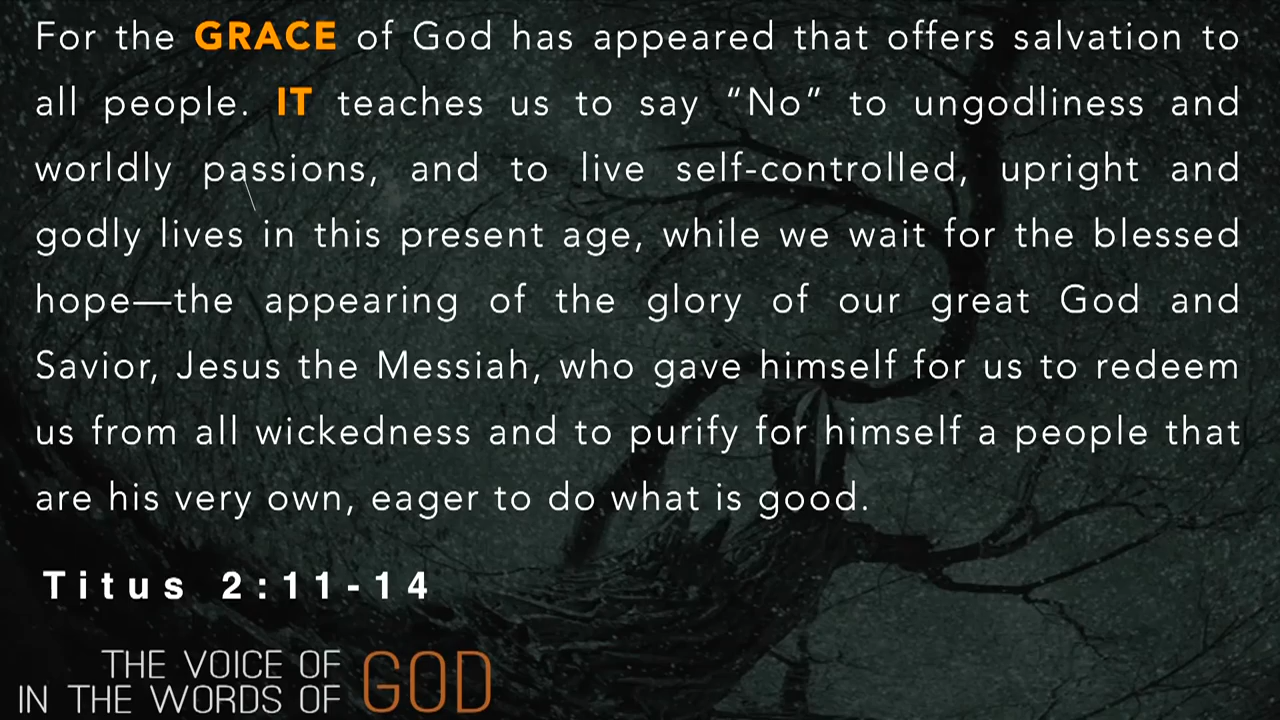 For the GRACE of God has appeared that offers salvation to
all people. IT teaches us to say “No” to ungodliness and
worldly passions, and to live self-controlled, upright and
godly lives in this present age, while we wait for the blessed
hope—the appearing of the glory of our great God and
Savior, Jesus the Messiah, who gave himself for us to redeem
us from all wickedness and to purify for himself a people that
are his very own, eager to do what is good.
Titus 2:11-14
THE VOICE OF
IN THE WORDS OF GOD